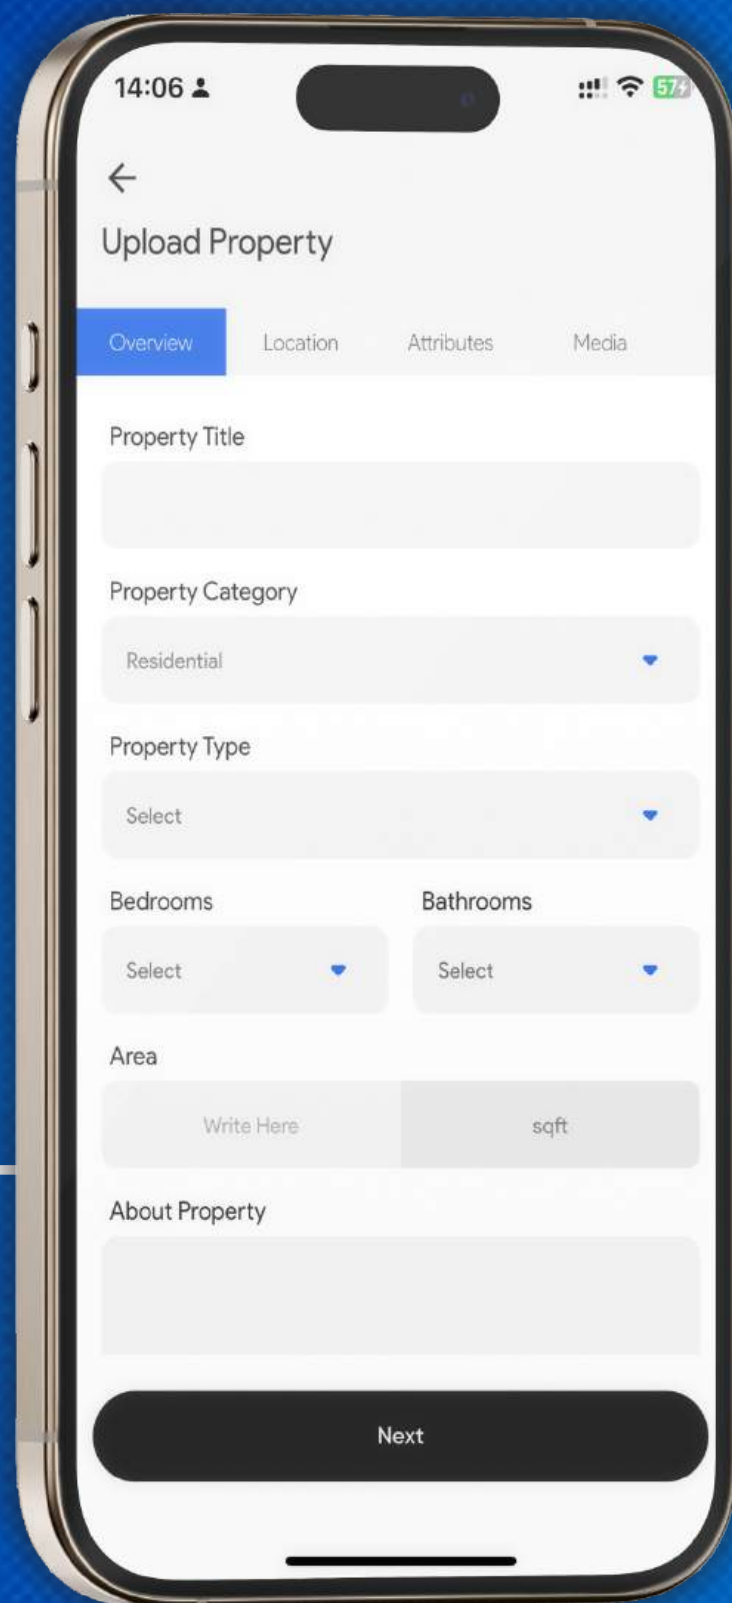 14:06
57
Upload Property
Overview Location Attributes Media
Property Title
Property Category
Residential
Property Type
Select
Bedrooms Bathrooms
Select Select
Area
Write Here sqft
About Property
Next